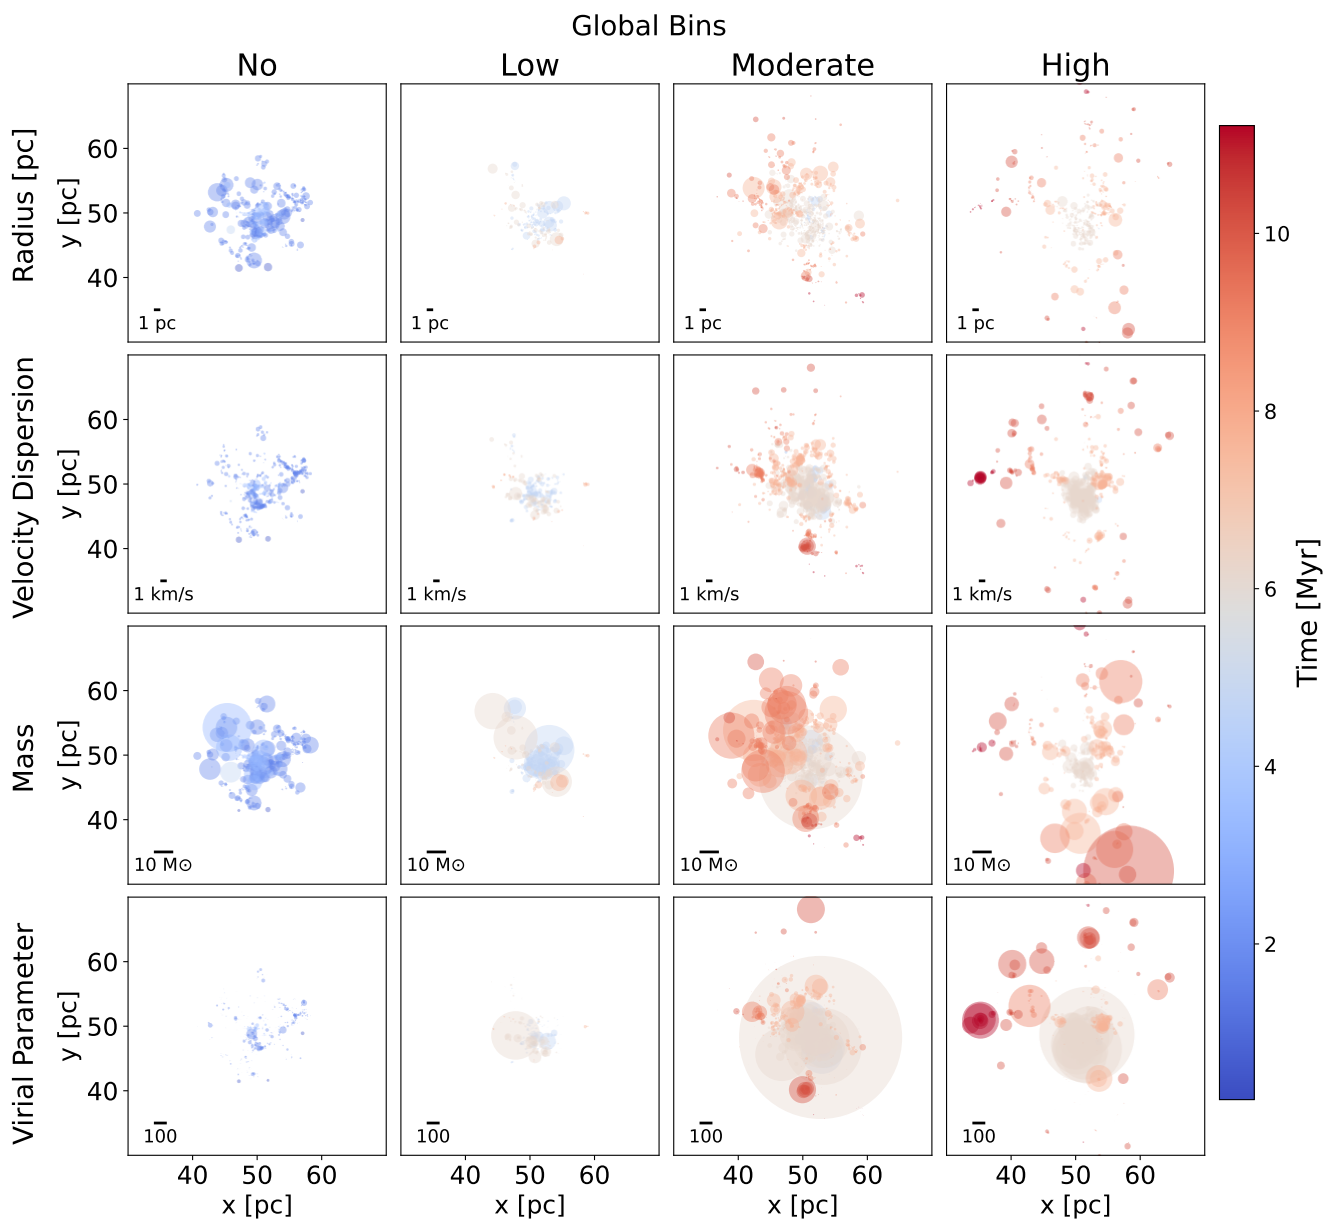 Global Bins
No Low Moderate High
Radius [pc]
y [pc]
60
50
40
1 pc 1 pc 1 pc 1 pc
Velocity Dispersion
y [pc]
60
50
40
1 km/s 1 km/s 1 km/s 1 km/s
Mass
y [pc]
60
50
40
10 M⊙ 10 M⊙ 10 M⊙ 10 M⊙
Virial Parameter
y [pc]
60
50
40
100 100 100 100
40 50 60 40 50 60 40 50 60 40 50 60
x [pc] x [pc] x [pc] x [pc]
10
8
6
4
2
Time [Myr]